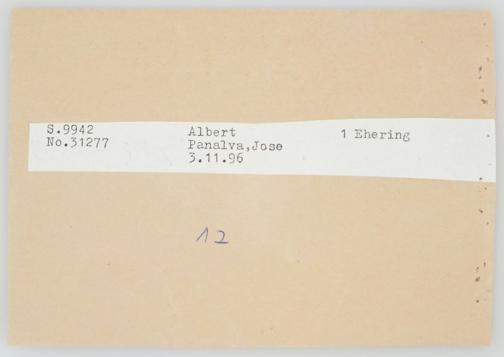 S.9942 Albert 1 Ehering
No.31277 Panalva,Jose
3.11.96
12